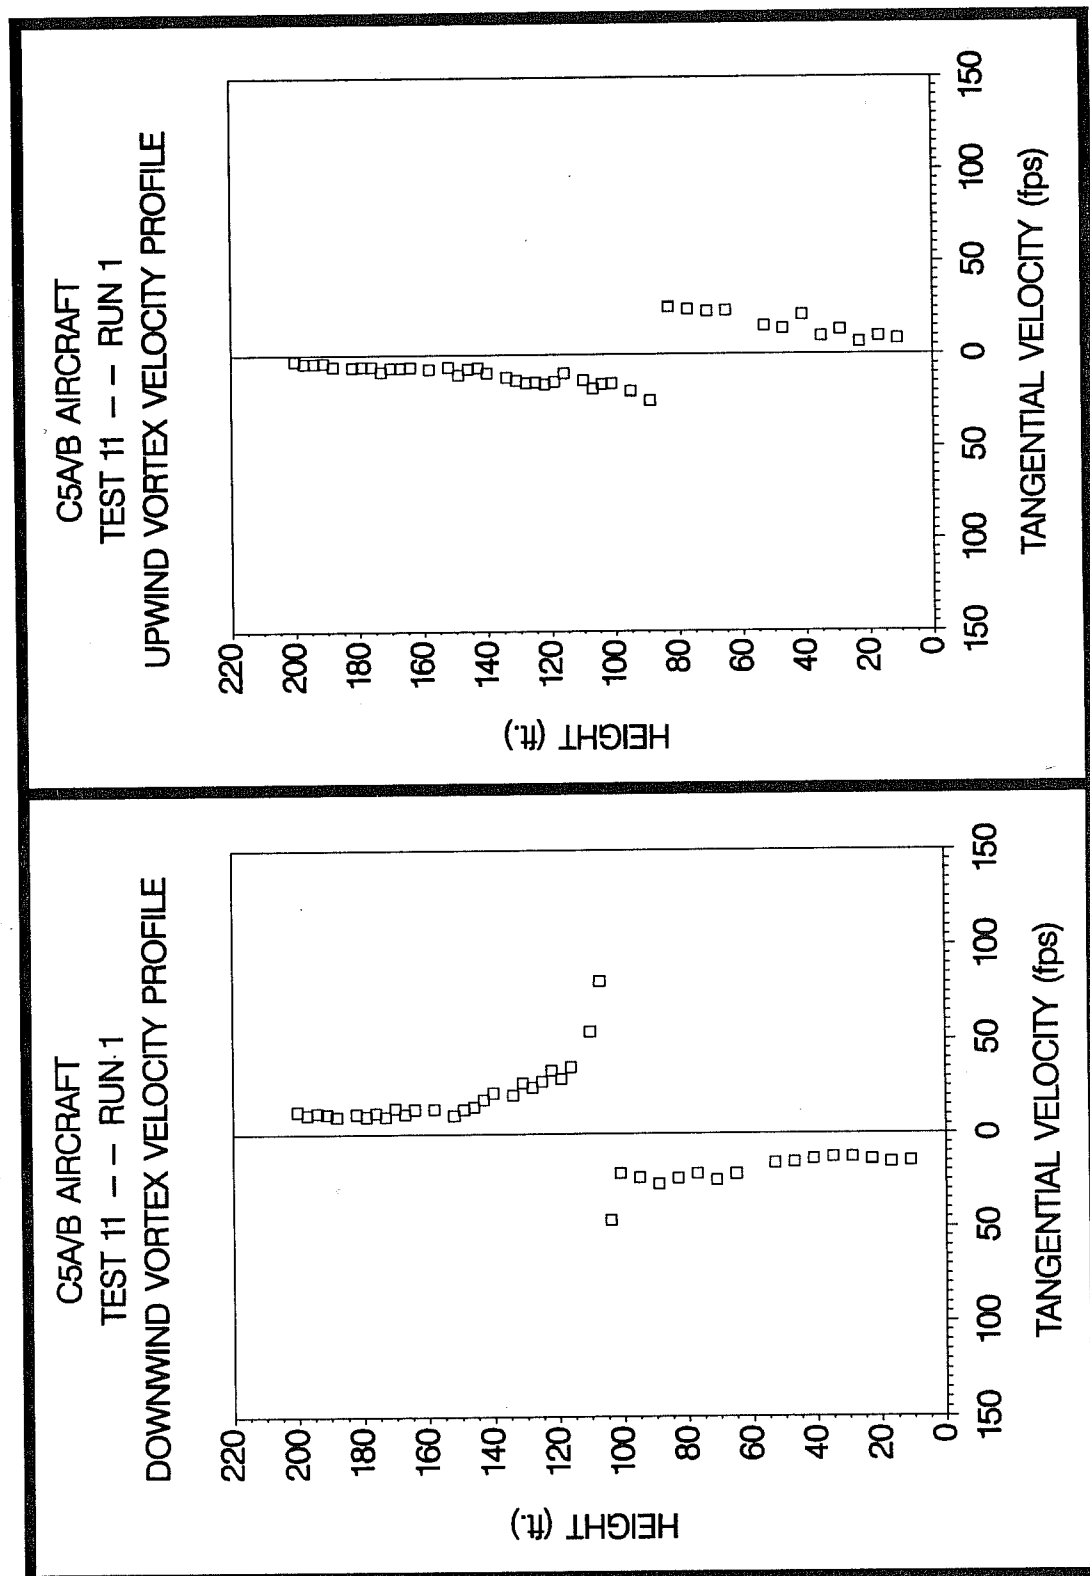 C5A/B AIRCRAFT
TEST 11 – – RUN 1
DOWNWIND VORTEX VELOCITY PROFILE
HEIGHT (ft.)
220
200
180
160
140
120
100
80
60
40
20
0
150 100 50 0 50 100 150
TANGENTIAL VELOCITY (fps)
C5A/B AIRCRAFT
TEST 11 – – RUN 1
UPWIND VORTEX VELOCITY PROFILE
HEIGHT (ft.)
220
200
180
160
140
120
100
80
60
40
20
0
150 100 50 0 50 100 150
TANGENTIAL VELOCITY (fps)